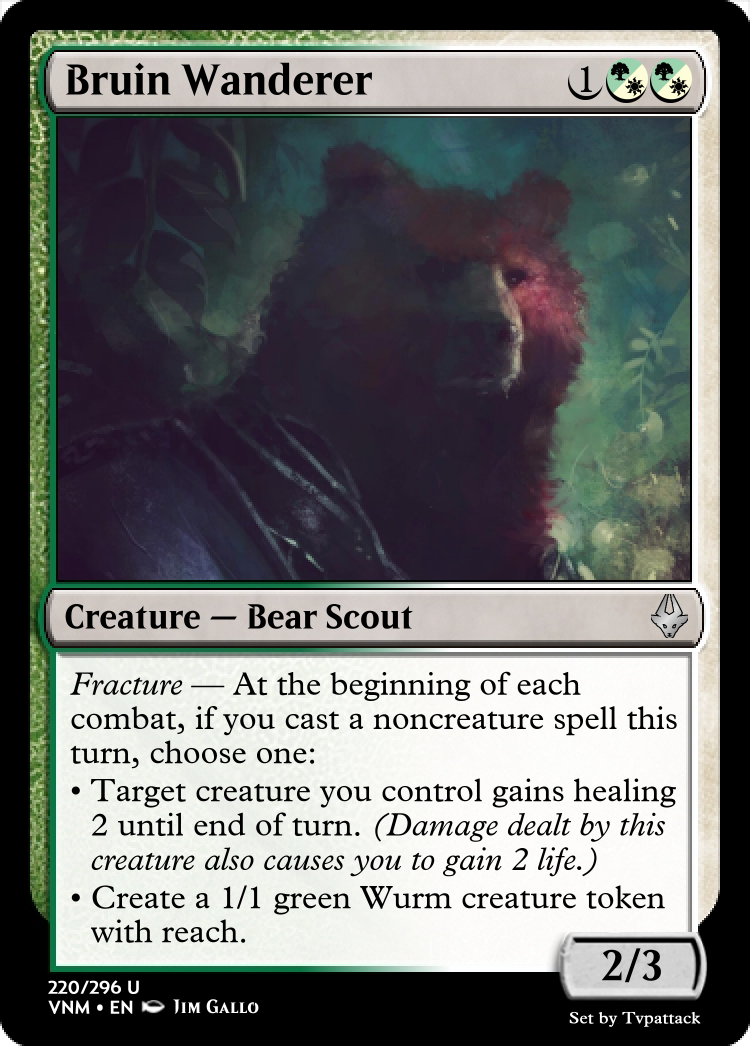 Bruin Wanderer 1
Creature — Bear Scout
Fracture — At the beginning of each
combat, if you cast a noncreature spell this
turn, choose one:
• Target creature you control gains healing
2 until end of turn. (Damage dealt by this
creature also causes you to gain 2 life.)
• Create a 1/1 green Wurm creature token
with reach.
2/3
220/296 U
VNM • EN Jim Gallo
Set by Tvpattack